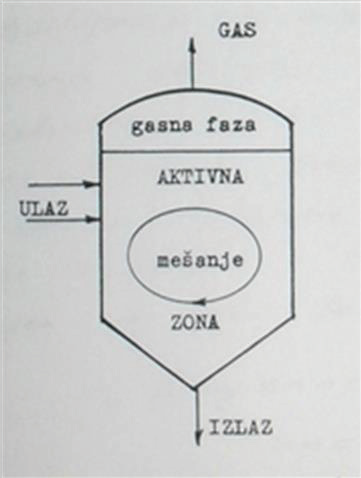 GAS
gasna faza
AKTIVNA
ULAZ
mešanje
ZONA
IZLAZ